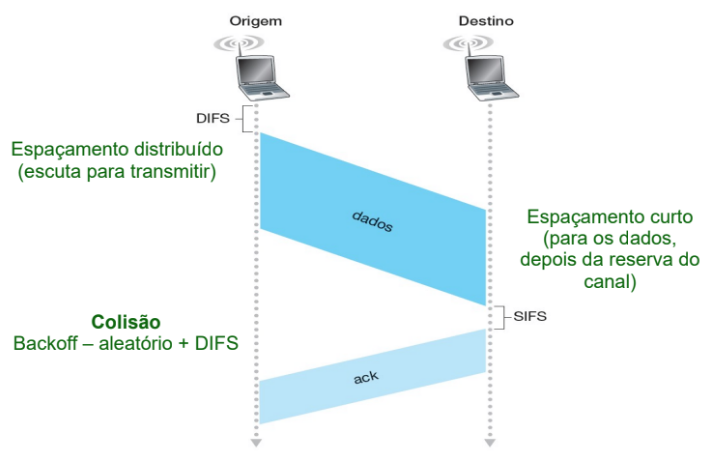 Origem
Destino
DIFS
Espaçamento distribuído
(escuta para transmitir)
dados
Espaçamento curto
(para os dados,
depois da reserva do
canal)
SIFS
Colisão
Backoff – aleatório + DIFS
ack